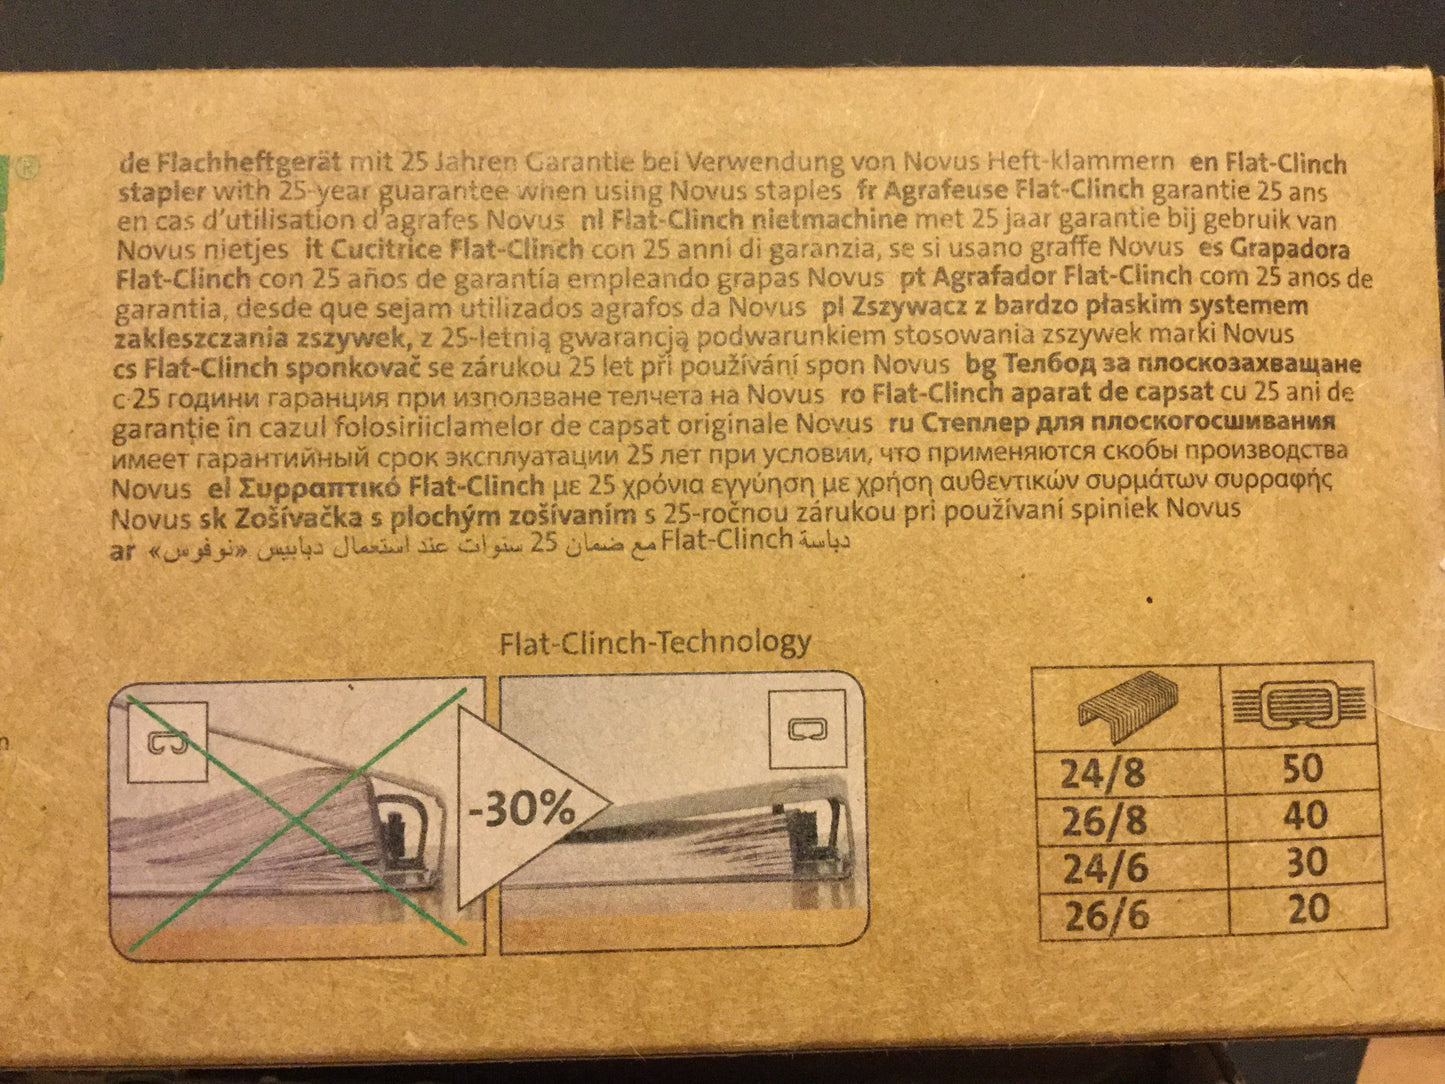 ®
de Flachheftgerät mit 25 Jahren Garantie bei Verwendung von Novus Heft-klammern en Flat-Clinch
stapler with 25-year guarantee when using Novus staples fr Agrafeuse Flat-Clinch garantie 25 ans
en cas d'utilisation d'agrafes Novus nl Flat-Clinch nietmachine met 25 jaar garantie bij gebruik van
Novus nietjes it Cucitrice Flat-Clinch con 25 anni di garanzia, se si usano graffe Novus es Grapadora
Flat-Clinch con 25 años de garantía empleando grapas Novus pt Agrafador Flat-Clinch com 25 anos de
garantia, desde que sejam utilizados agrafos da Novus pl Zszywacz z bardzo płaskim systemem
zakleszczania zszywek, z 25-letnią gwarancją podwarunkiem stosowania zszywek marki Novus
cs Flat-Clinch sponkovač se zárukou 25 let při používání spon Novus bg Телбод за плоскозахващане
с 25 години гаранция при използване телчета на Novus ro Flat-Clinch aparat de capsat cu 25 ani de
garanție în cazul folosiriiclamelor de capsat originale Novus ru Степлер для плоскогосшивания
имеет гарантийный срок эксплуатации 25 лет при условии, что применяются скобы производства
Novus el Συρραπτικό Flat-Clinch με 25 χρόνια εγγύηση με χρήση αυθεντικών συρμάτων συρραφής
Novus sk Zošívačka s plochým zošívaním s 25-ročnou zárukou pri používaní spiniek Novus
ar دباسة Flat-Clinch مع ضمان 25 سنوات عند استعمال دبابيس «نوفوس»
Flat-Clinch-Technology
-30%
24/8 50
26/8 40
24/6 30
26/6 20